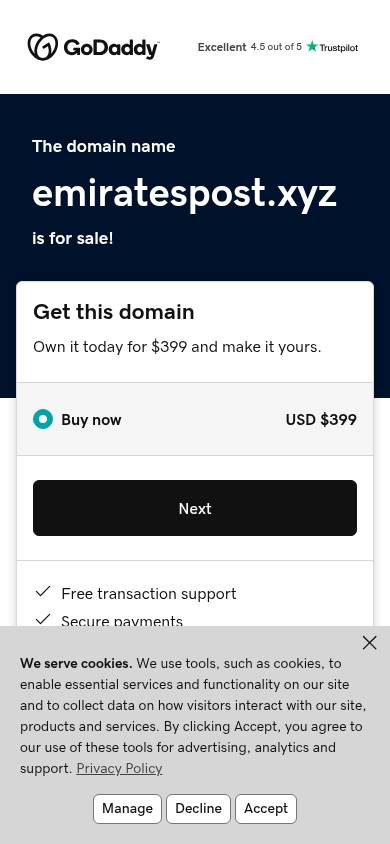 GoDaddy
Excellent 4.5 out of 5 Trustpilot
The domain name
emiratespost.xyz
is for sale!
Get this domain
Own it today for $399 and make it yours.
Buy now USD $399
Next
Free transaction support
Secure payments
We serve cookies. We use tools, such as cookies, to
enable essential services and functionality on our site
and to collect data on how visitors interact with our site,
products and services. By clicking Accept, you agree to
our use of these tools for advertising, analytics and
support. Privacy Policy
Manage Decline Accept